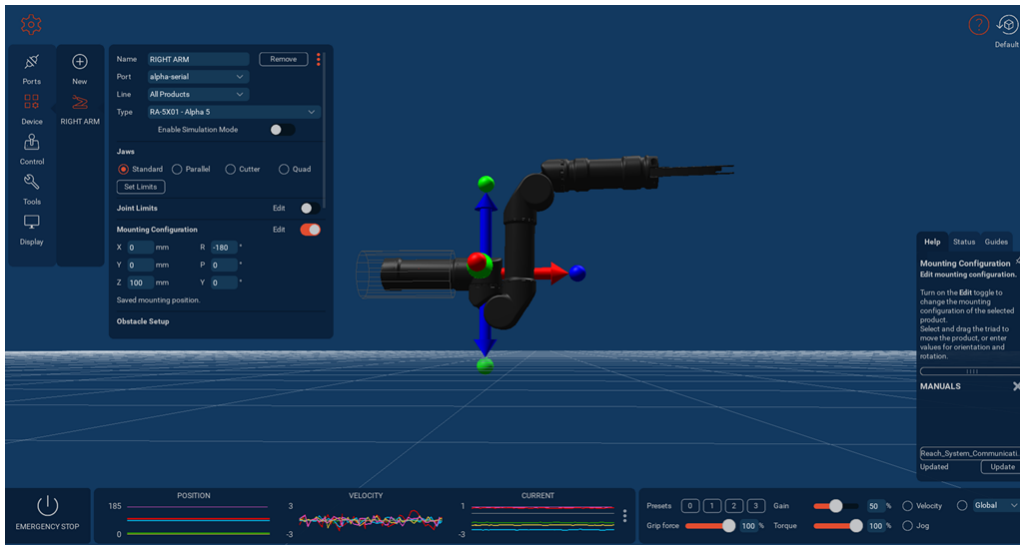 Default
Ports
Device
Control
Tools
Display
New
RIGHT ARM
Name RIGHT ARM Remove
Port alpha-serial
Line All Products
Type RA-5X01 - Alpha 5
Enable Simulation Mode
Jaws
Standard Parallel Cutter Quad
Set Limits
Joint Limits Edit
Mounting Configuration Edit
X 0 mm R -180 °
Y 0 mm P 0 °
Z 100 mm Y 0 °
Saved mounting position.
Obstacle Setup
Help Status Guides
Mounting Configuration
Edit mounting configuration.
Turn on the Edit toggle to
change the mounting
configuration of the selected
product.
Select and drag the triad to
move the product, or enter
values for orientation and
rotation.
MANUALS
Reach_System_Communicati..
Updated Update
EMERGENCY STOP
POSITION
185
0
VELOCITY
3
-3
CURRENT
1
-3
Presets 0 1 2 3 Gain 50 % Velocity Global
Grip force 100 % Torque 100 % Jog